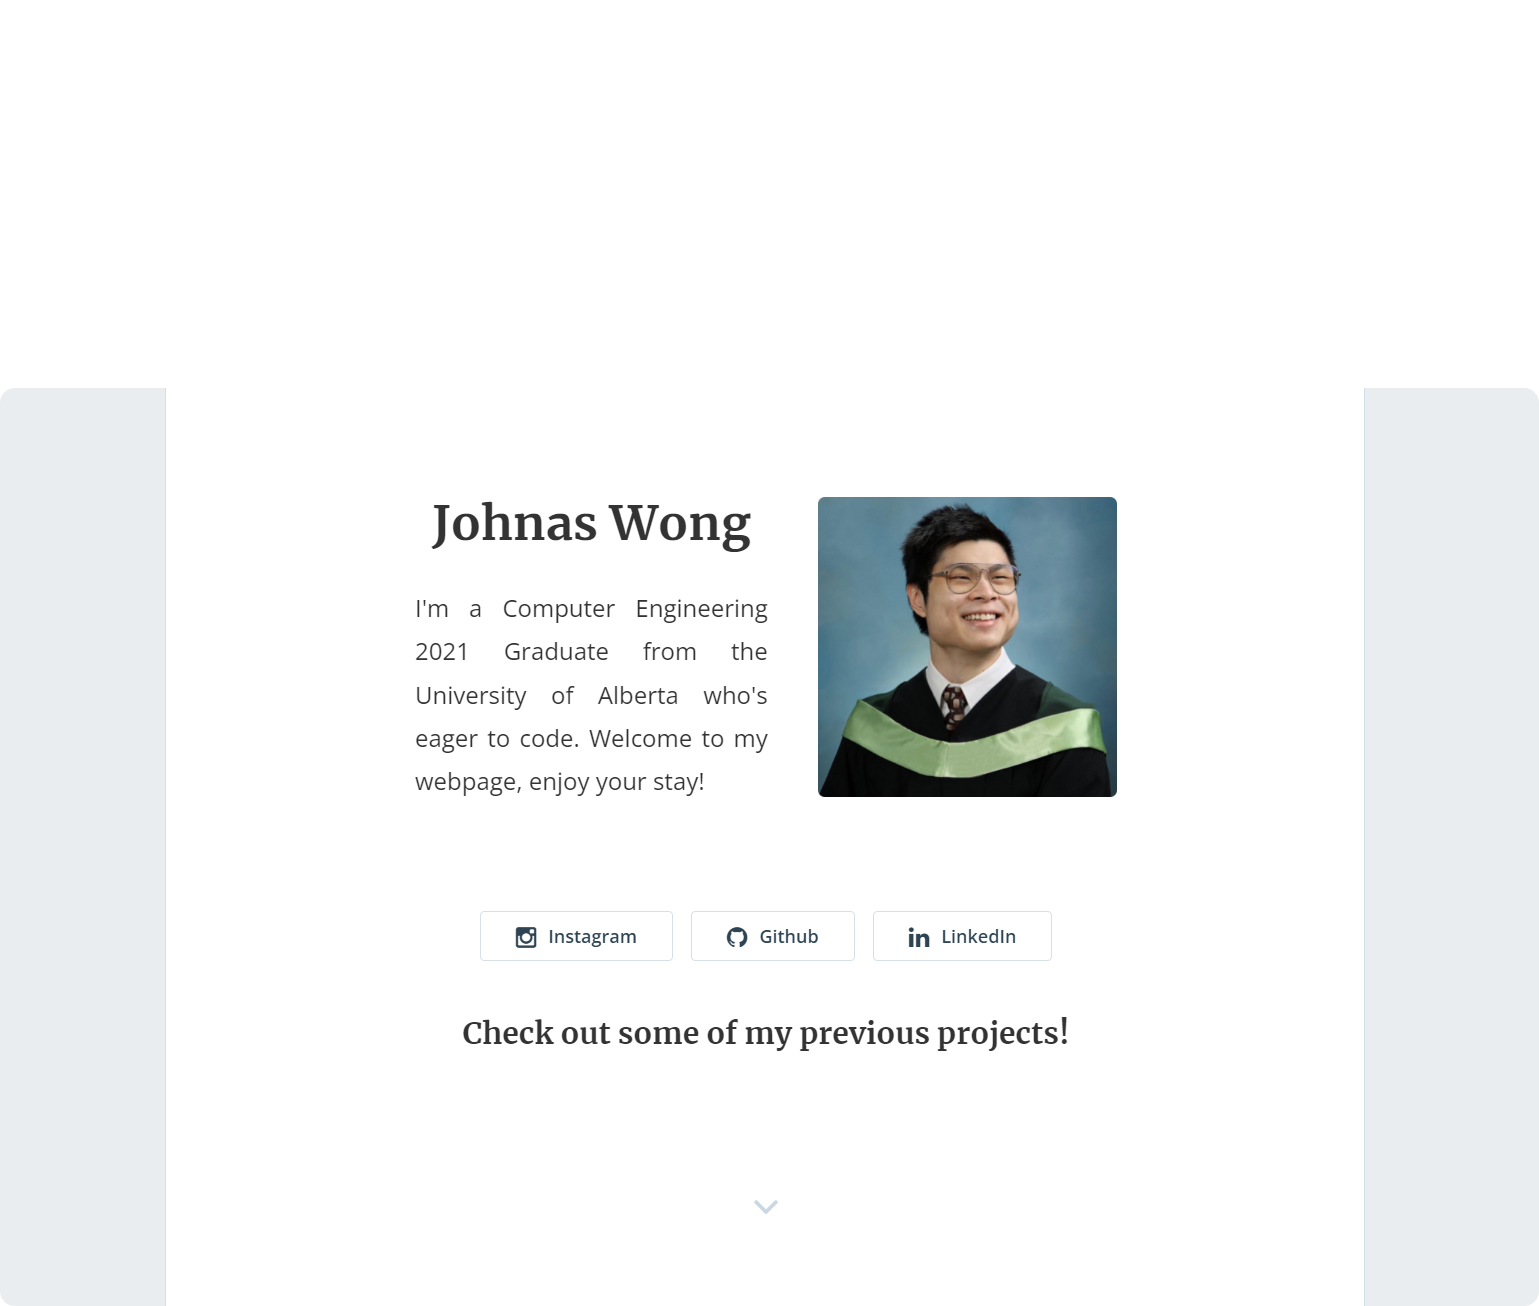 Johnas Wong
I'm a Computer Engineering
2021 Graduate from the
University of Alberta who's
eager to code. Welcome to my
webpage, enjoy your stay!
Instagram
Github
LinkedIn
Check out some of my previous projects!